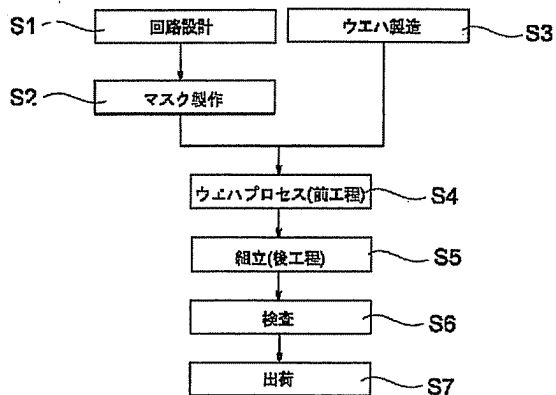 S1 回路設計
ウエハ製造 S3
S2 マスク製作
ウエハプロセス(前工程) S4
組立(後工程) S5
検査 S6
出荷 S7